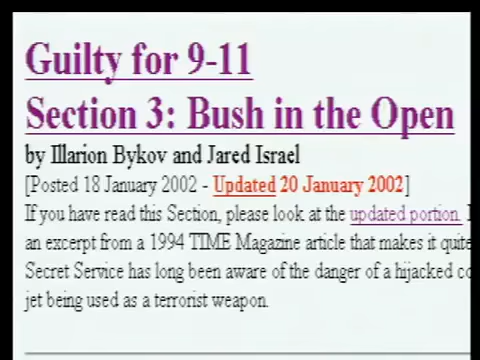 Guilty for 9-11
Section 3: Bush in the Open
by Illarion Bykov and Jared Israel
[Posted 18 January 2002 - Updated 20 January 2002]
If you have read this Section, please look at the updated portion.
an excerpt from a 1994 TIME Magazine article that makes it quite
Secret Service has long been aware of the danger of a hijacked
jet being used as a terrorist weapon.